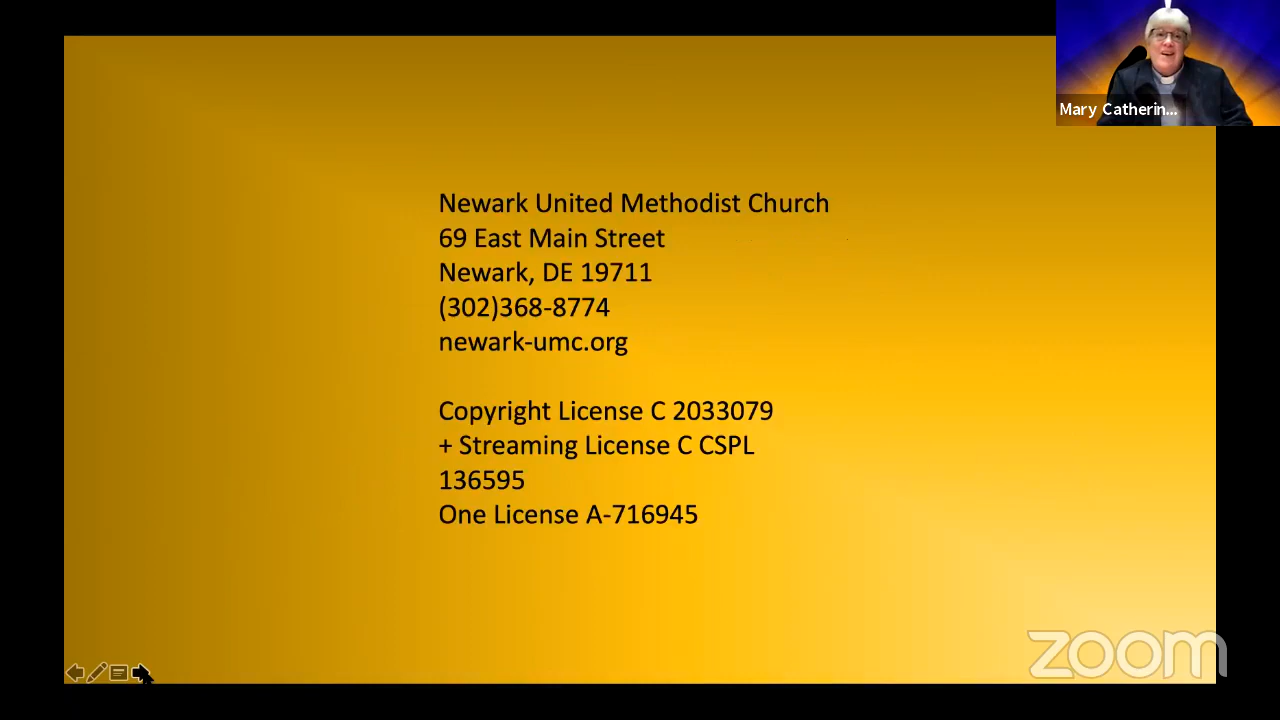 Mary Catherin...
Newark United Methodist Church
69 East Main Street
Newark, DE 19711
(302)368-8774
newark-umc.org
Copyright License C 2033079
+ Streaming License C CSPL
136595
One License A-716945
zoom